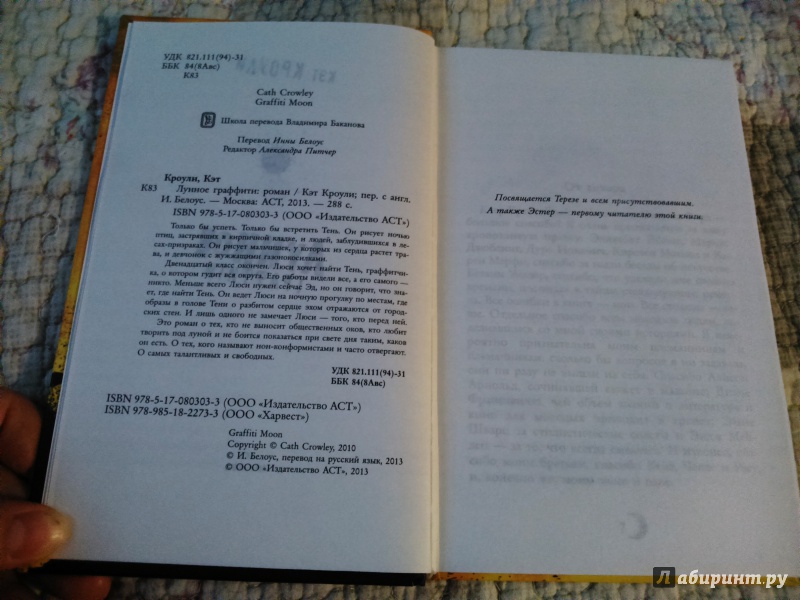 УДК 821.111(94)-31
ББК 84(8Авс)
К83
Cath Crowley
Graffiti Moon
Школа перевода Владимира Баканова
Перевод Инны Белоус
Редактор Александра Питчер
Кроули, Кэт
К83 Лунное граффити: роман / Кэт Кроули; пер. с англ.
И. Белоус. — Москва: АСТ, 2013. — 288 с.
ISBN 978-5-17-080303-3 (ООО «Издательство АСТ»)
Только бы успеть. Только бы встретить Тень. Он рисует ночью
птиц, застрявших в кирпичной кладке, и людей, заблудившихся в ле-
сах-призраках. Он рисует мальчишек, у которых из сердца растет тра-
ва, и девчонок с жужжащими газонокосилками.
Двенадцатый класс окончен. Люси хочет найти Тень, граффитчи-
ка, о котором гудит вся округа. Его работы видели все, а его самого —
никто. Меньше всего Люси нужен сейчас Эд, но он говорит, что зна-
ет, где найти Тень. Он ведет Люси на ночную прогулку по местам, где
образы в голове Тени о разбитом сердце эхом отражаются от город-
ских стен. И лишь одного не замечает Люси — того, кто перед ней.
Это роман о тех, кто не выносит общественных оков, кто любит
творить под луной и не боится показаться при свете дня таким, каков
он есть. О тех, кого называют нон-конформистами и часто отвергают.
О самых талантливых и свободных.
УДК 821.111(94)-31
ББК 84(8Авс)
ISBN 978-5-17-080303-3 (ООО «Издательство АСТ»)
ISBN 978-985-18-2273-3 (ООО «Харвест»)
Graffiti Moon
Copyright © Cath Crowley, 2010
© И. Белоус, перевод на русский язык, 2013
© ООО «Издательство АСТ», 2013
Посвящается Терезе и всем присутствовавшим.
А также Эстер — первому читателю этой книги.
Лабиринт.ру